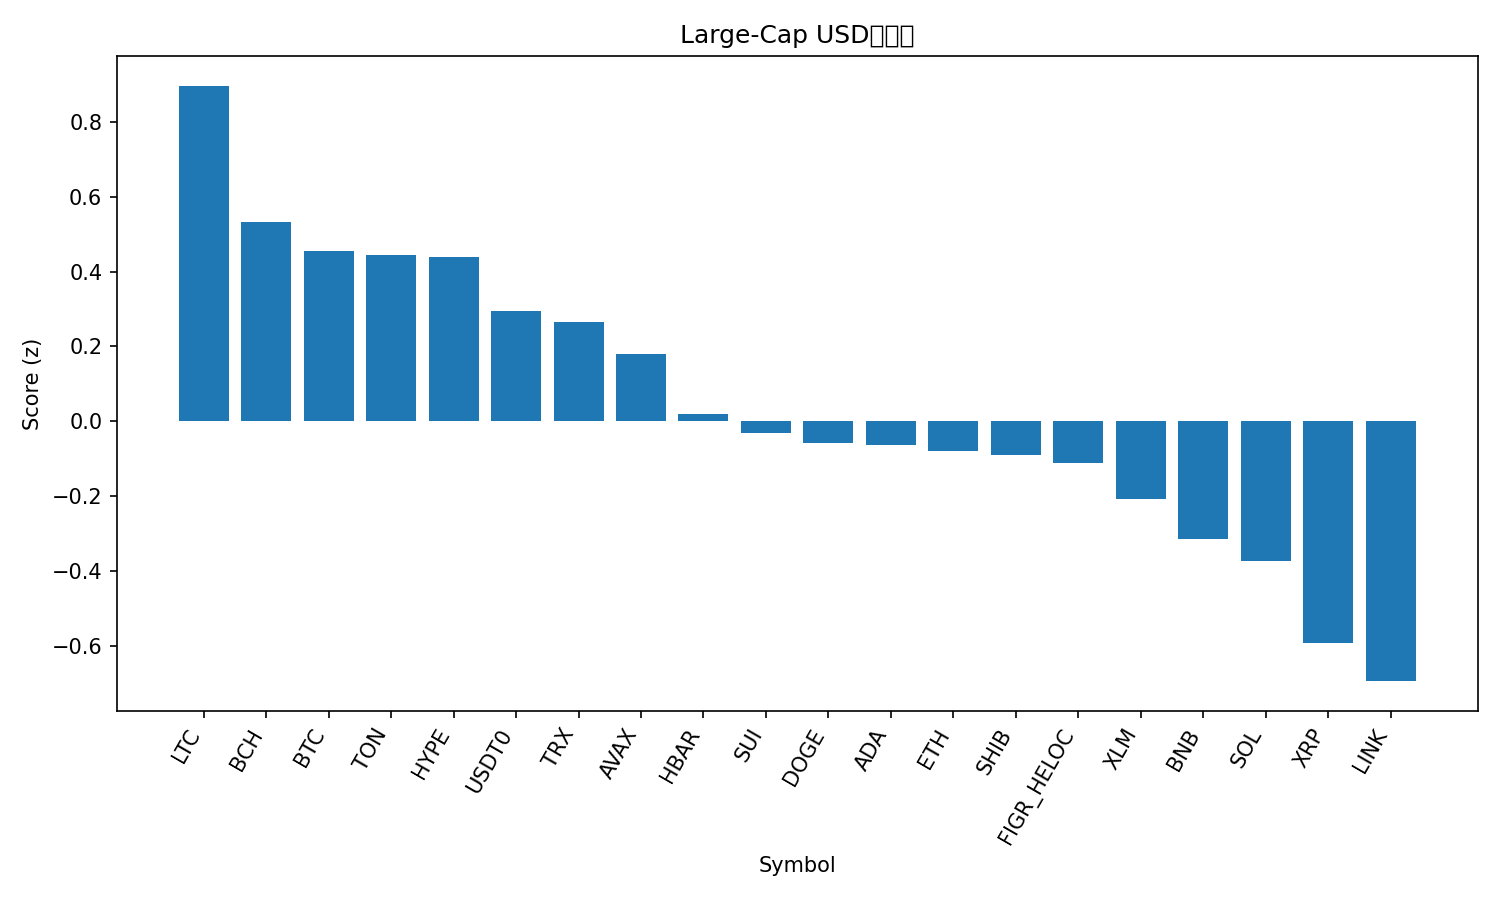 Large-Cap USD
Score (z)
0.8
0.6
0.4
0.2
0.0
−0.2
−0.4
−0.6
LTC
BCH
BTC
TON
HYPE
USDT0
TRX
AVAX
HBAR
SUI
DOGE
ADA
ETH
SHIB
FIGR_HELOC
XLM
BNB
SOL
XRP
LINK
Symbol